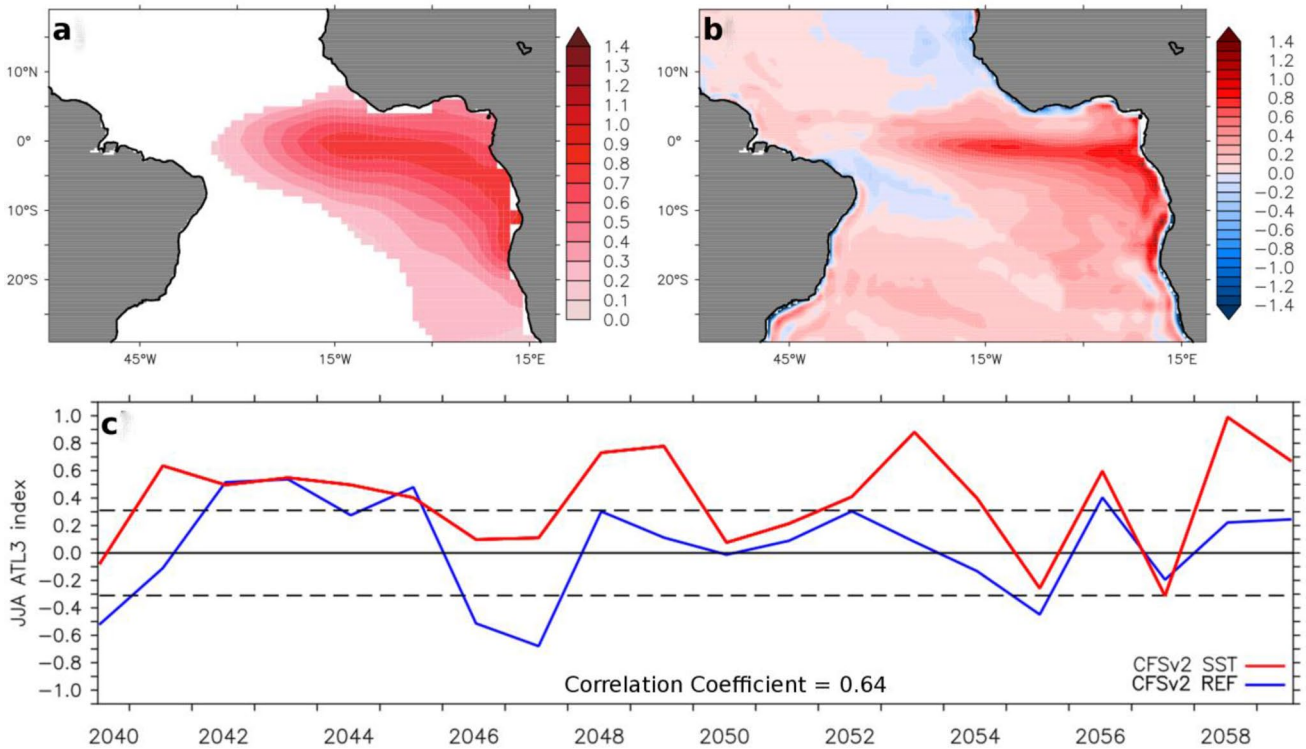 a
10°N
0°
10°S
20°S
45°W 15°W 15°E
1.4
1.3
1.2
1.1
1.0
0.9
0.8
0.7
0.6
0.5
0.4
0.3
0.2
0.1
0.0
b
10°N
0°
10°S
20°S
45°W 15°W 15°E
1.4
1.2
1.0
0.8
0.6
0.4
0.2
0.0
−0.2
−0.4
−0.6
−0.8
−1.0
−1.2
−1.4
c
JJA ATL3 index
1.0
0.8
0.6
0.4
0.2
0.0
−0.2
−0.4
−0.6
−0.8
−1.0
CFSv2 SST
CFSv2 REF
Correlation Coefficient = 0.64
2040 2042 2044 2046 2048 2050 2052 2054 2056 2058